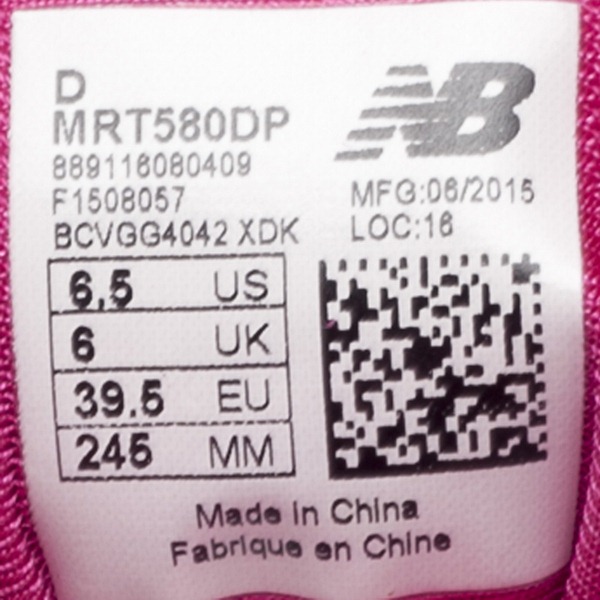 D
MRT580DP
889116080409
F1508057
BCVGG4042 XDK
NB
MFG:06/2015
LOC:16
6.5 US
6 UK
39.5 EU
245 MM
Made in China
Fabrique en Chine